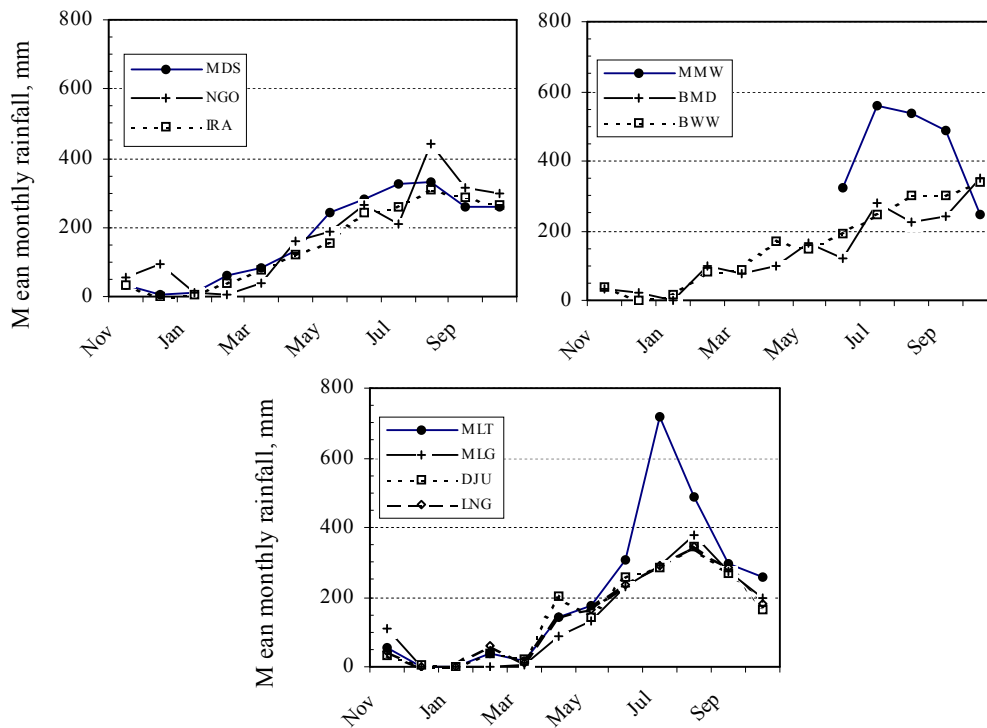 M ean monthly rainfall, mm
800
600
400
200
0
MDS
NGO
IRA
Nov
Jan
Mar
May
Jul
Sep
800
600
400
200
0
MMW
BMD
BWW
Nov
Jan
Mar
May
Jul
Sep
M ean monthly rainfall, mm
800
600
400
200
0
MLT
MLG
DJU
LNG
Nov
Jan
Mar
May
Jul
Sep